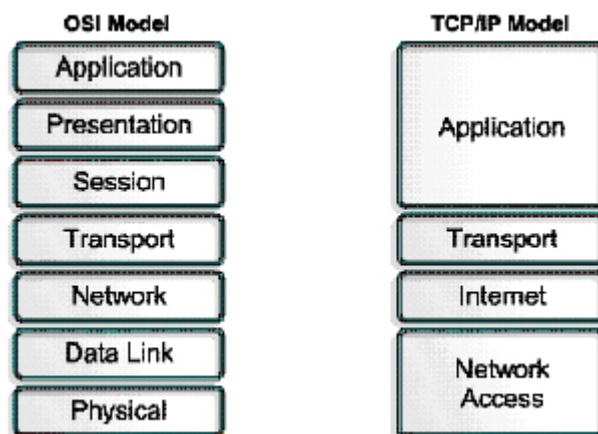 OSI Model
Application
Presentation
Session
Transport
Network
Data Link
Physical
TCP/IP Model
Application
Transport
Internet
Network
Access